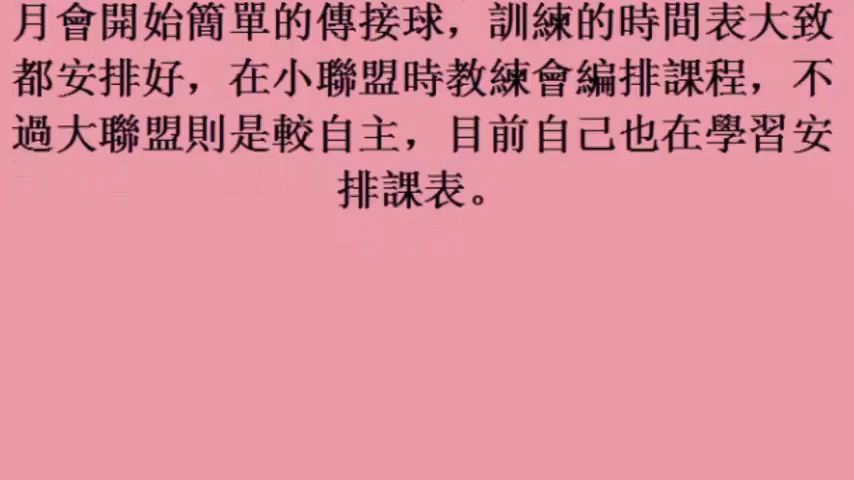 月會開始簡單的傳接球，訓練的時間表大致
都安排好，在小聯盟時教練會編排課程，不
過大聯盟則是較自主，目前自己也在學習安
排課表。